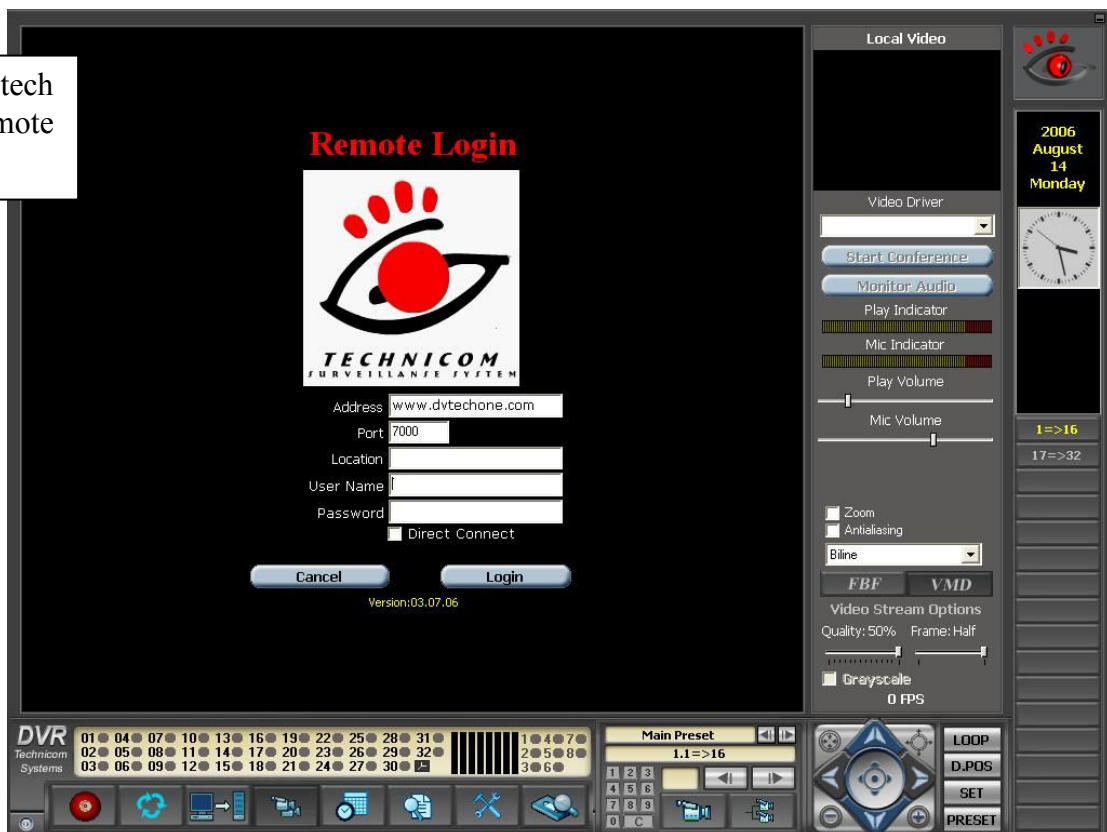 tech
mote
Remote Login
TECHNICOM
SURVEILLANSE SYSTEM
Address www.dvtechone.com
Port 7000
Location
User Name
Password
Direct Connect
Cancel Login
Version:03.07.06
Local Video
Video Driver
Start Conference
Monitor Audio
Play Indicator
Mic Indicator
Play Volume
Mic Volume
Zoom
Antialiasing
Biline
FBF VMD
Video Stream Options
Quality: 50% Frame: Half
Grayscale
0 FPS
2006
August
14
Monday
1=>16
17=>32
DVR
Technicom
Systems
01 04 07 10 13 16 19 22 25 28 31
02 05 08 11 14 17 20 23 26 29 32
03 06 09 12 15 18 21 24 27 30
1 4 7
2 5 8
3 6
Main Preset
1.1=>16
1 2 3
4 5 6
7 8 9
0 C
LOOP
D.POS
SET
PRESET